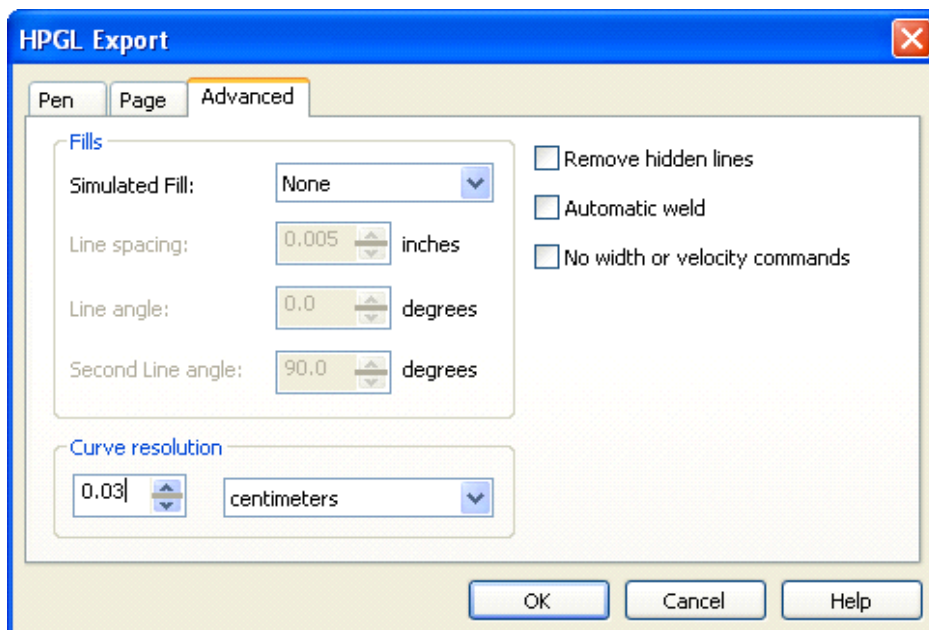 HPGL Export
Pen Page Advanced
Fills
Simulated Fill: None
Line spacing: 0.005 inches
Line angle: 0.0 degrees
Second Line angle: 90.0 degrees
Curve resolution
0.03 centimeters
Remove hidden lines
Automatic weld
No width or velocity commands
OK Cancel Help